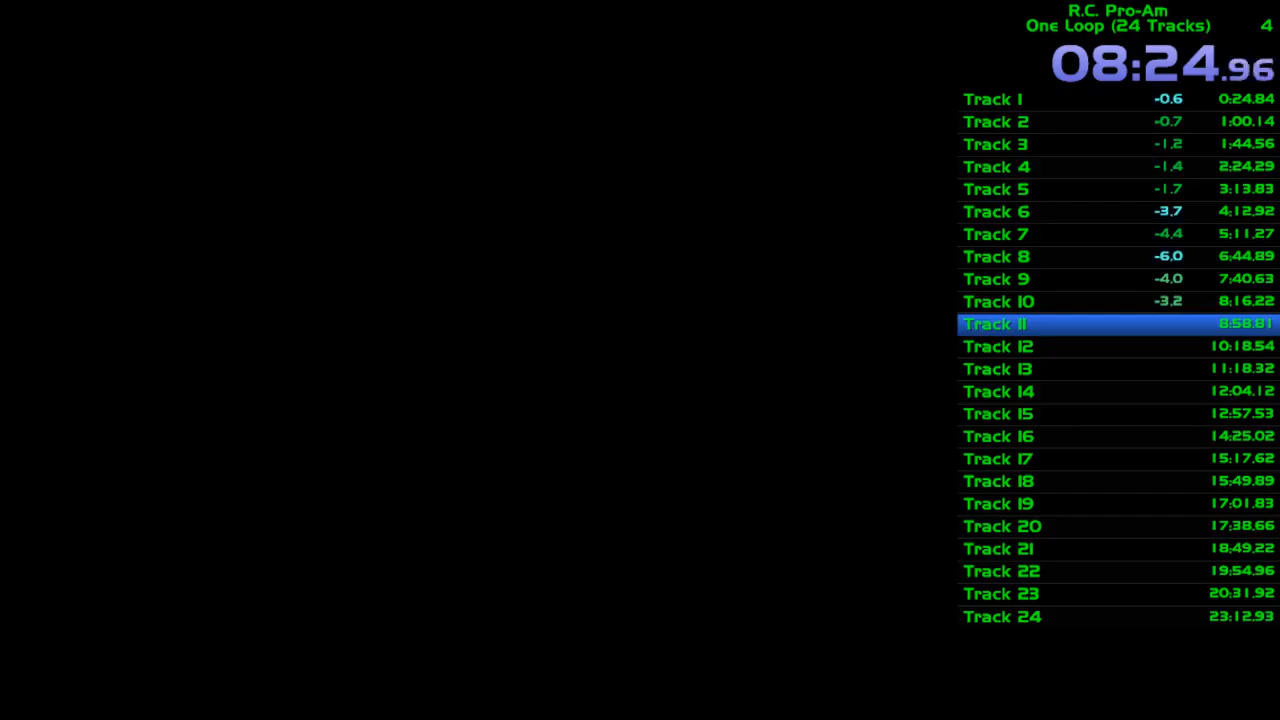 R.C. Pro-Am
One Loop (24 Tracks) 4
08:24.96
Track 1 -0.6 0:24.84
Track 2 -0.7 1:00.14
Track 3 -1.2 1:44.56
Track 4 -1.4 2:24.29
Track 5 -1.7 3:13.83
Track 6 -3.7 4:12.92
Track 7 -4.4 5:11.27
Track 8 -6.0 6:44.89
Track 9 -4.0 7:40.63
Track 10 -3.2 8:16.22
Track 11 8:58.81
Track 12 10:18.54
Track 13 11:18.32
Track 14 12:04.12
Track 15 12:57.53
Track 16 14:25.02
Track 17 15:17.62
Track 18 15:49.89
Track 19 17:01.83
Track 20 17:38.66
Track 21 18:49.22
Track 22 19:54.96
Track 23 20:31.92
Track 24 23:12.93